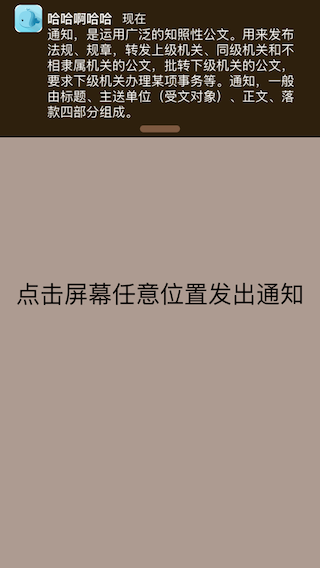 哈哈啊哈哈 现在
通知，是运用广泛的知照性公文。用来发布
法规、规章，转发上级机关、同级机关和不
相隶属机关的公文，批转下级机关的公文，
要求下级机关办理某项事务等。通知，一般
由标题、主送单位（受文对象）、正文、落
款四部分组成。
点击屏幕任意位置发出通知